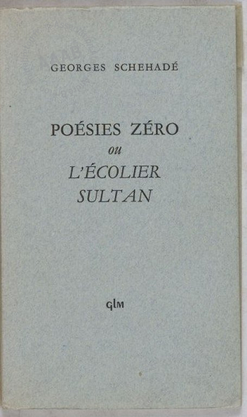 GEORGES SCHEHADÉ
POÉSIES ZÉRO
ou
L'ÉCOLIER
SULTAN
GLM